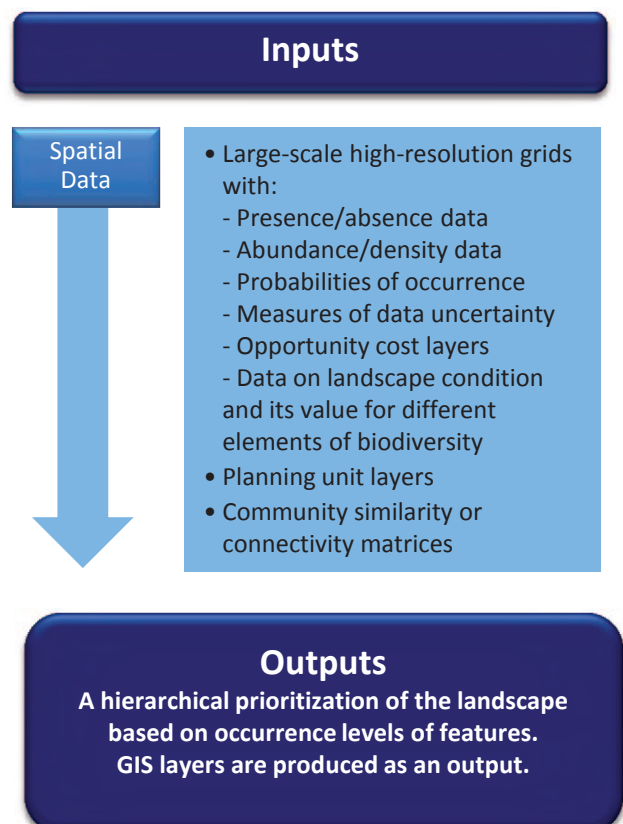 Inputs
Spatial
Data
• Large-scale high-resolution grids
with:
- Presence/absence data
- Abundance/density data
- Probabilities of occurrence
- Measures of data uncertainty
- Opportunity cost layers
- Data on landscape condition
and its value for different
elements of biodiversity
• Planning unit layers
• Community similarity or
connectivity matrices
Outputs
A hierarchical prioritization of the landscape
based on occurrence levels of features.
GIS layers are produced as an output.